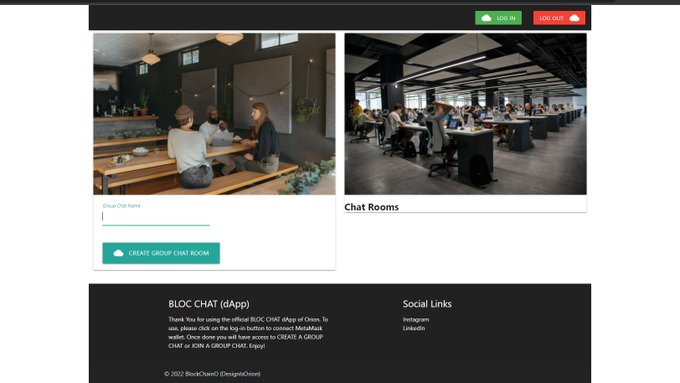 LOG IN
LOG OUT
Group Chat Name
CREATE GROUP CHAT ROOM
Chat Rooms
BLOC CHAT (dApp)
Thank You for using the official BLOC CHAT dApp of Orion. To
use, please click on the log-in button to connect MetaMask
wallet. Once done you will have access to CREATE A GROUP
CHAT or JOIN A GROUP CHAT. Enjoy!
Social Links
Instagram
LinkedIn
© 2022 BlockChainO (DesignIsOrion)